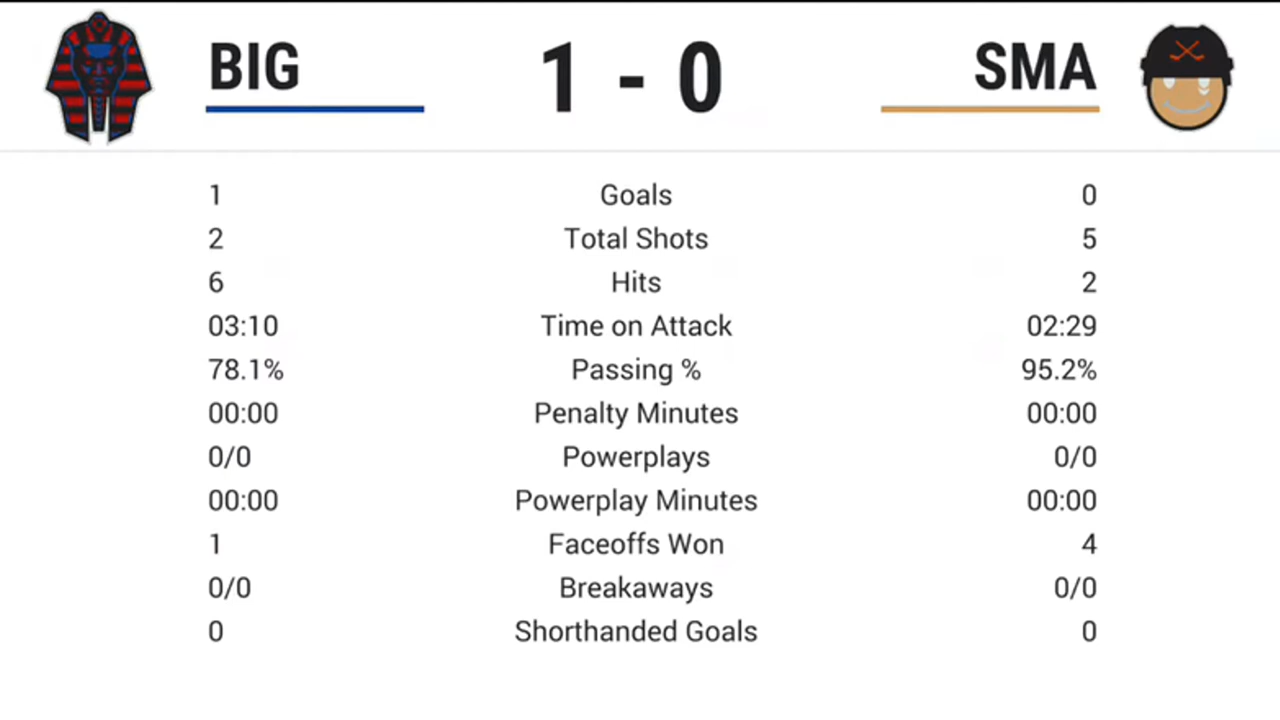 BIG 1 - 0 SMA
1 Goals 0
2 Total Shots 5
6 Hits 2
03:10 Time on Attack 02:29
78.1% Passing % 95.2%
00:00 Penalty Minutes 00:00
0/0 Powerplays 0/0
00:00 Powerplay Minutes 00:00
1 Faceoffs Won 4
0/0 Breakaways 0/0
0 Shorthanded Goals 0